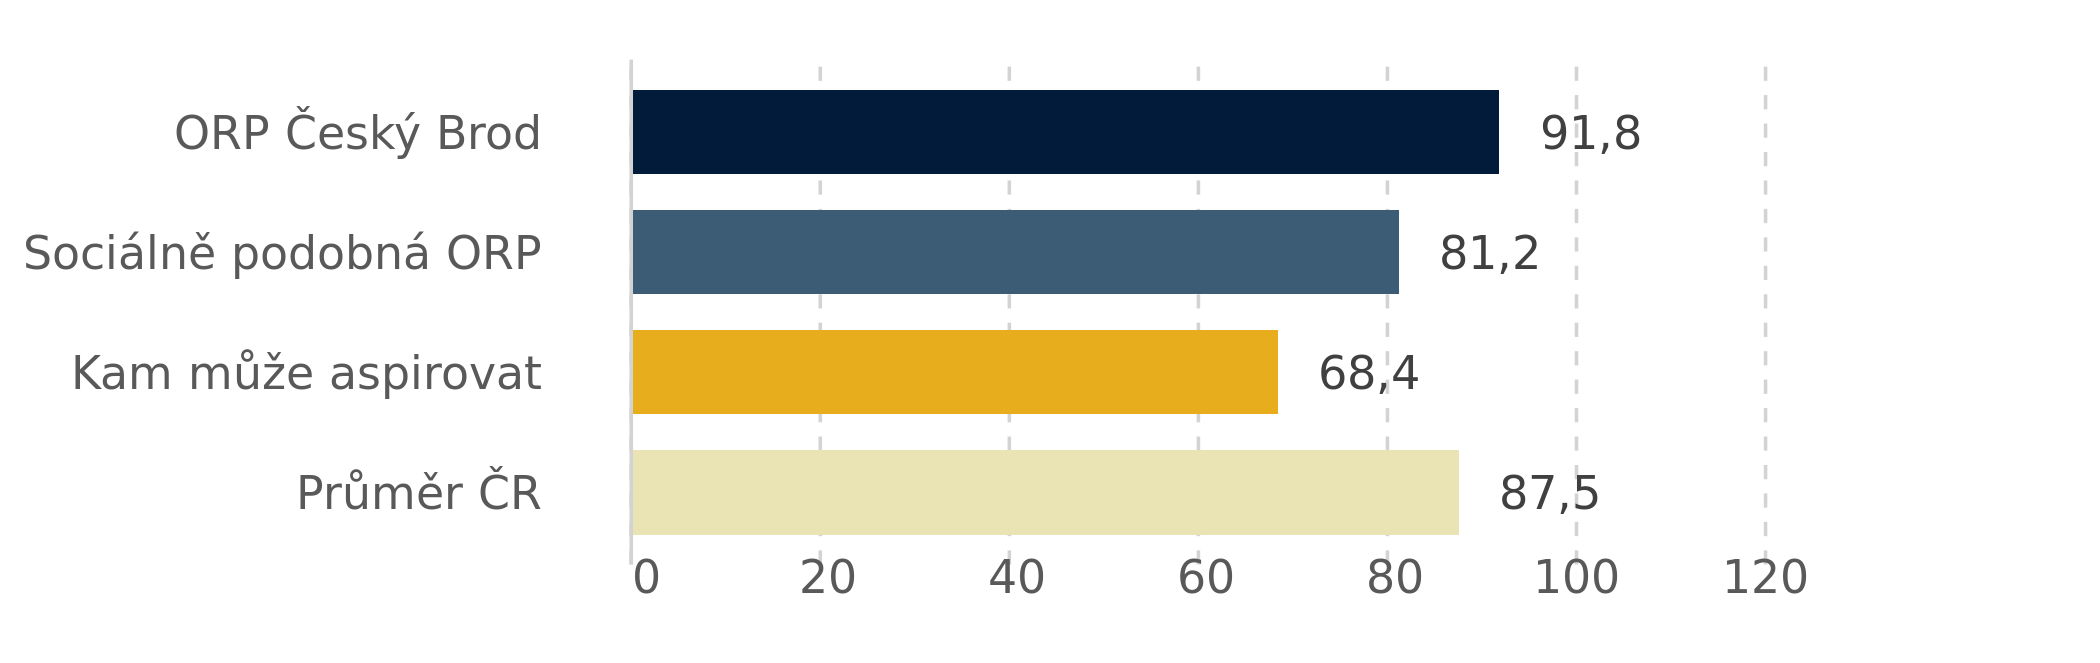 ORP Český Brod 91,8
Sociálně podobná ORP 81,2
Kam může aspirovat 68,4
Průměr ČR 87,5
0 20 40 60 80 100 120